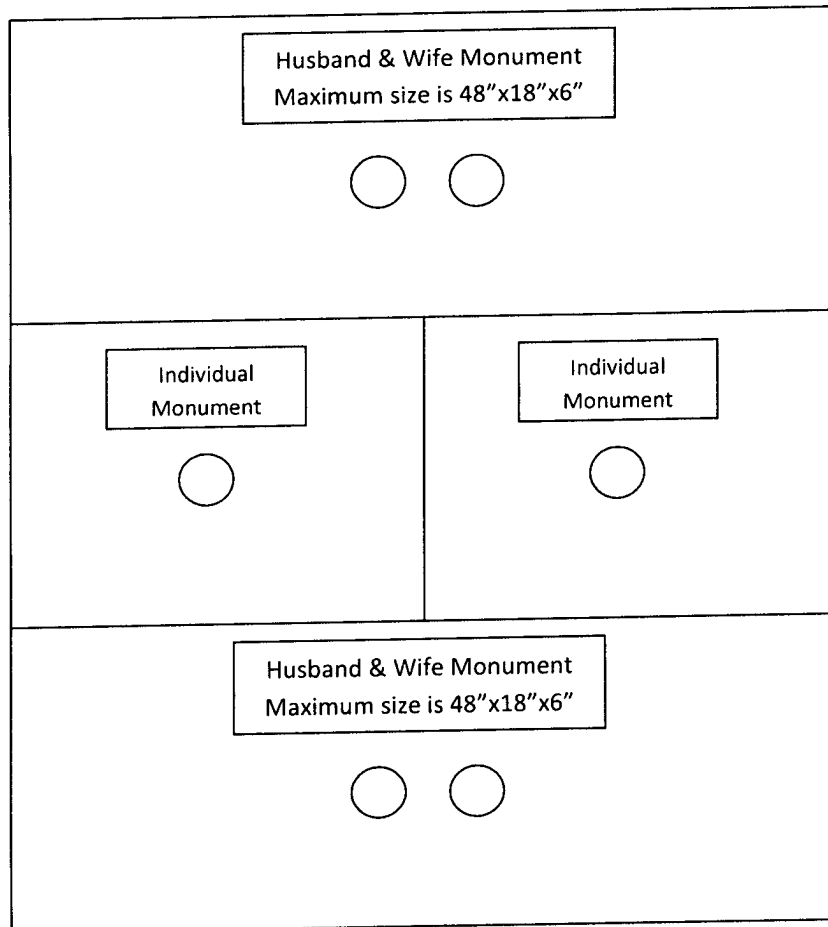 Husband & Wife Monument
Maximum size is 48”x18”x6”
Individual
Monument
Individual
Monument
Husband & Wife Monument
Maximum size is 48”x18”x6”